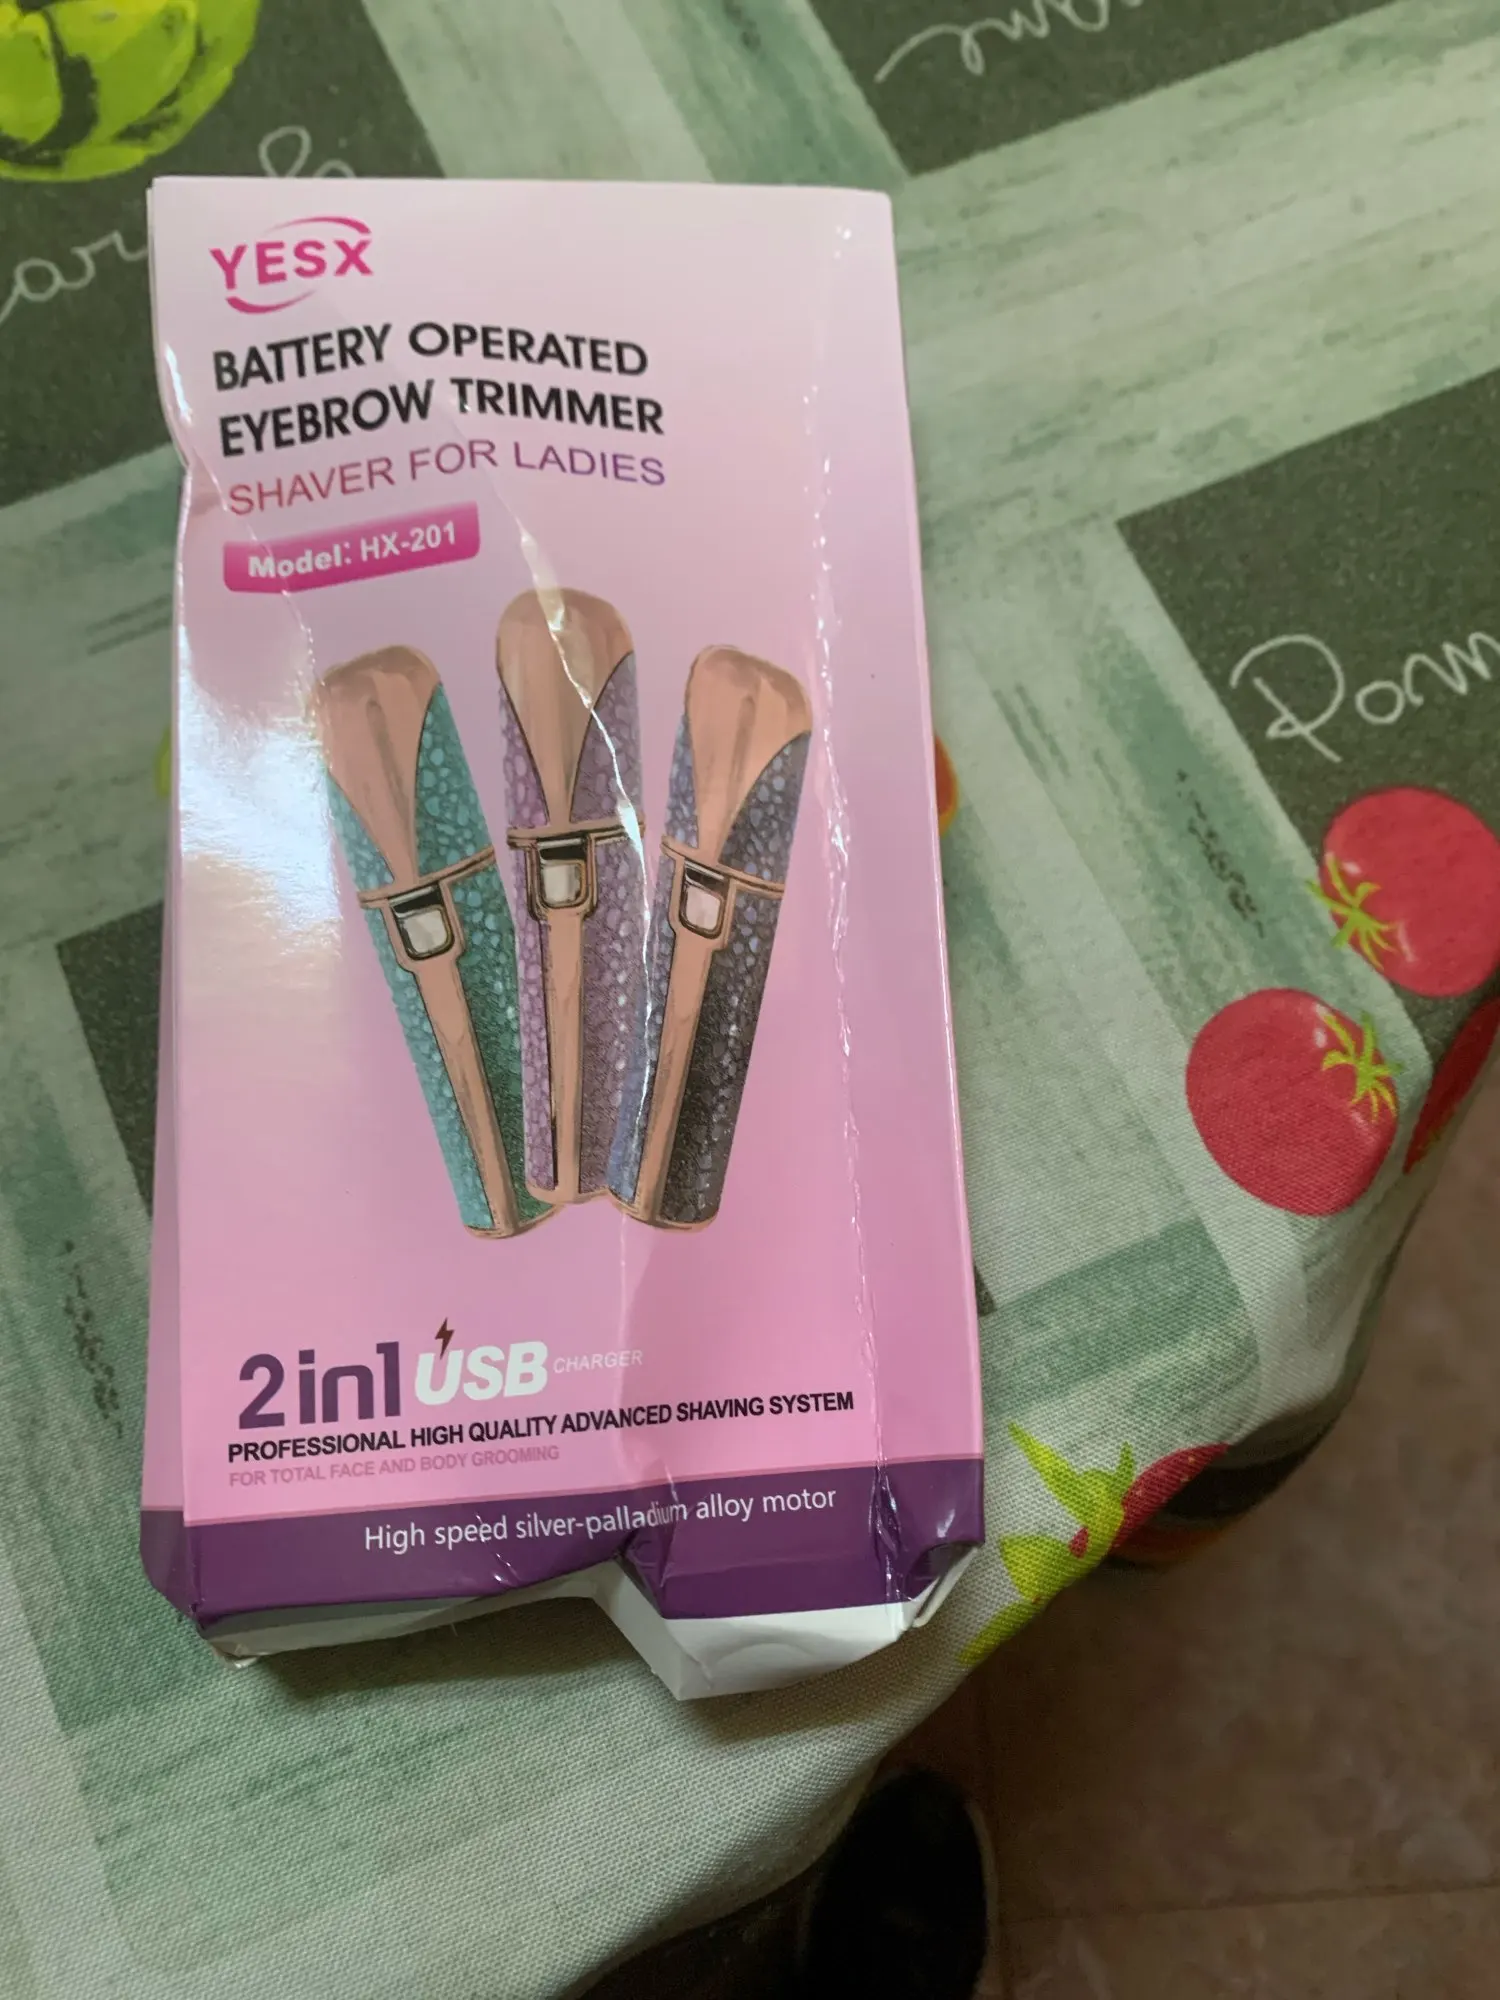 YESX
BATTERY OPERATED
EYEBROW TRIMMER
SHAVER FOR LADIES
Model: HX-201
2in1 USB CHARGER
PROFESSIONAL HIGH QUALITY ADVANCED SHAVING SYSTEM
FOR TOTAL FACE AND BODY GROOMING
High speed silver-palladium alloy motor